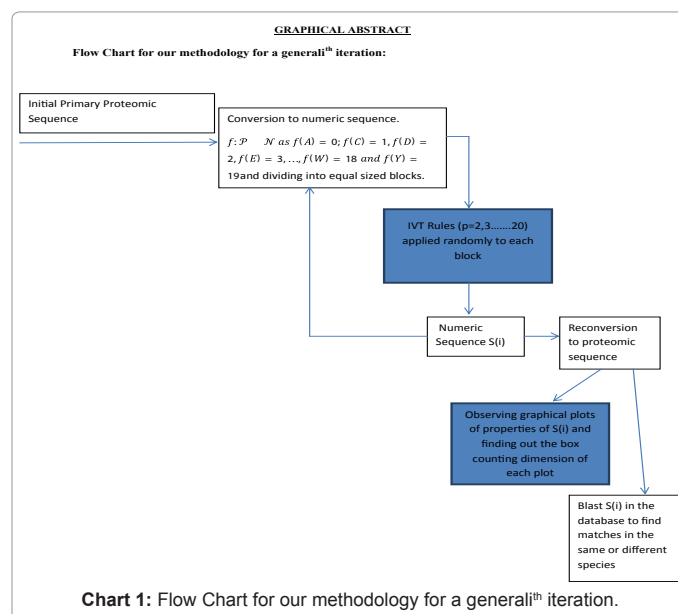 GRAPHICAL ABSTRACT
Flow Chart for our methodology for a generaliᵗʰ iteration:
Initial Primary Proteomic
Sequence
Conversion to numeric sequence.
f: 𝒫 𝒩 as f(A) = 0; f(C) = 1, f(D) =
2, f(E) = 3, ..., f(W) = 18 and f(Y) =
19and dividing into equal sized blocks.
IVT Rules (p=2,3.......20)
applied randomly to each
block
Numeric
Sequence S(i)
Reconversion
to proteomic
sequence
Observing graphical plots
of properties of S(i) and
finding out the box
counting dimension of
each plot
Blast S(i) in the
database to find
matches in the
same or different
species
Chart 1: Flow Chart for our methodology for a generaliᵗʰ iteration.